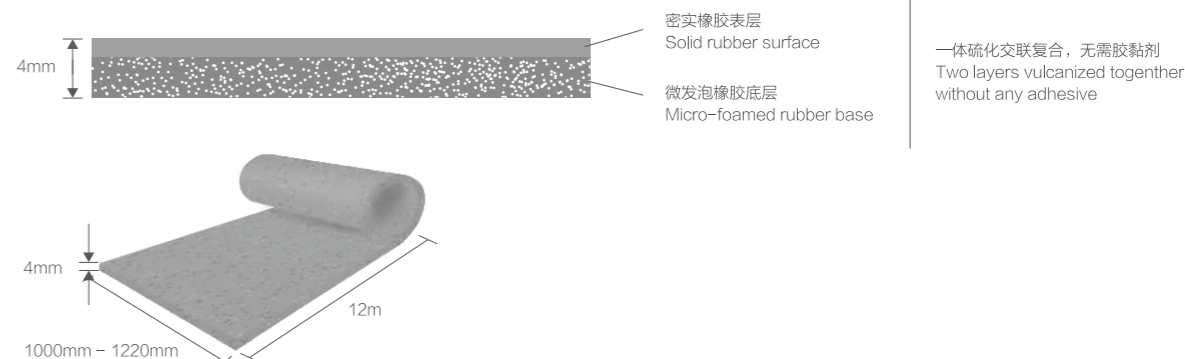 密实橡胶表层
Solid rubber surface
4mm
微发泡橡胶底层
Micro-foamed rubber base
一体硫化交联复合，无需胶黏剂
Two layers vulcanized togenther
without any adhesive
4mm
12m
1000mm - 1220mm